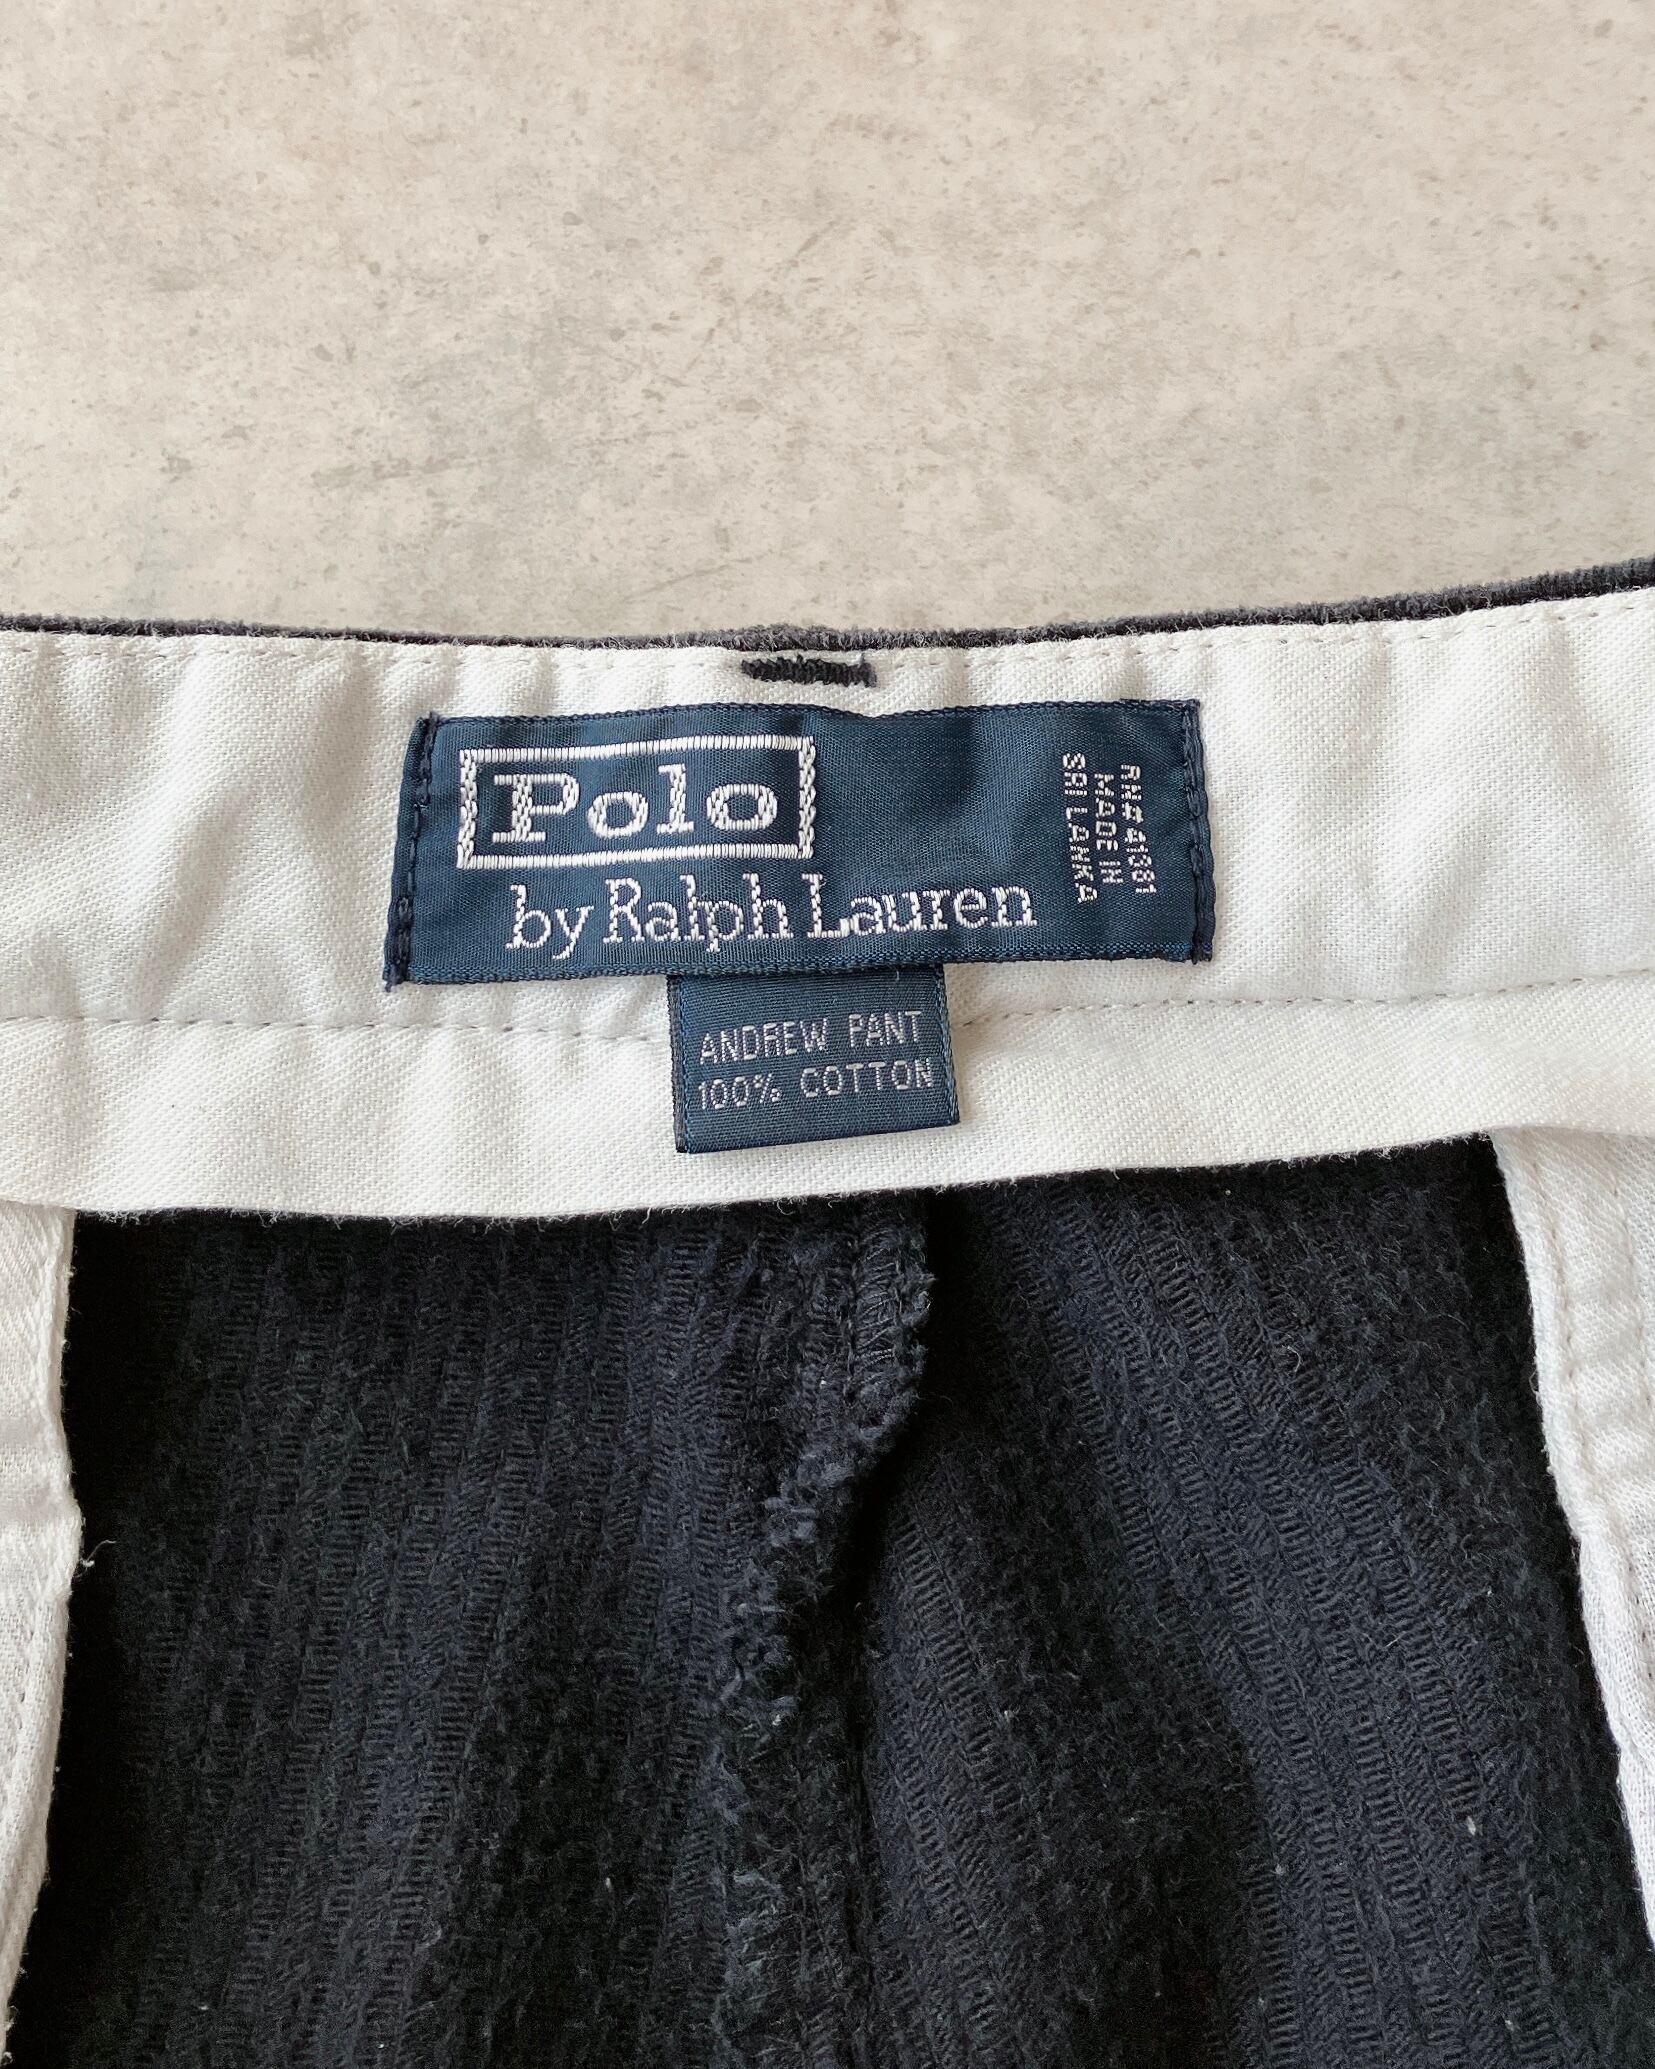 Polo
by Ralph Lauren
RN#41381
MADE IN
SRI LANKA
ANDREW PANT
100% COTTON